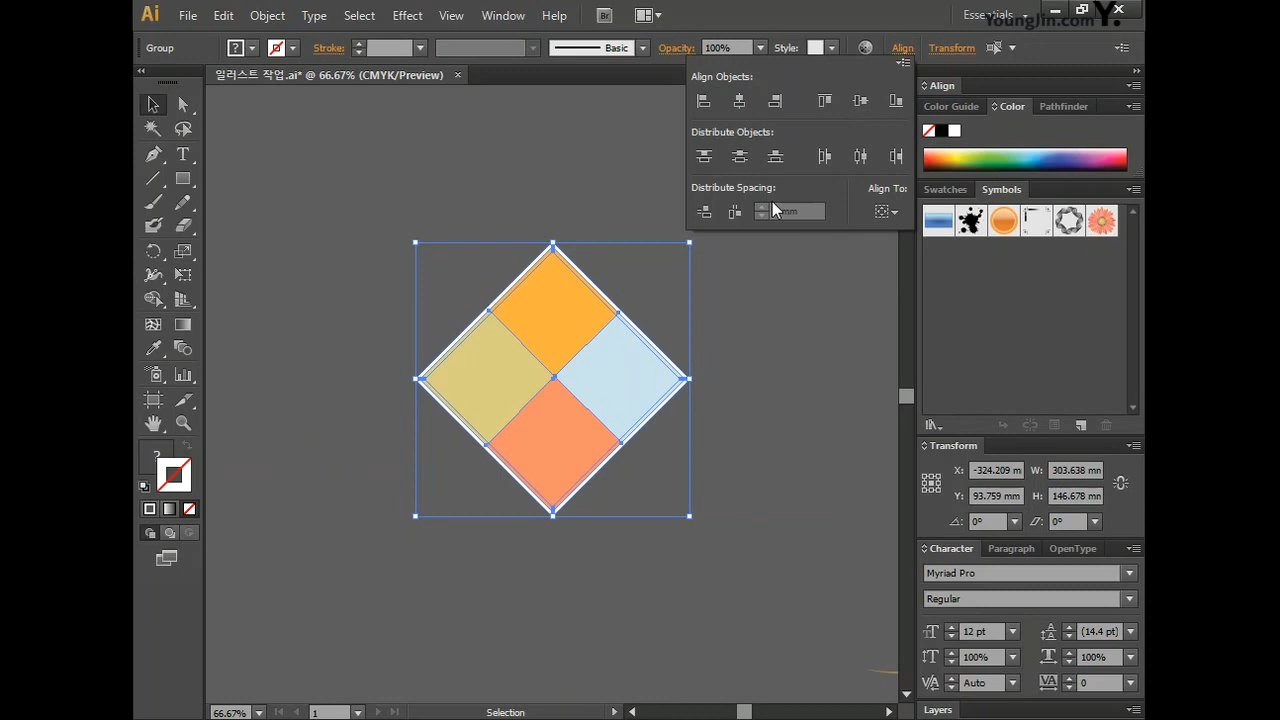 Ai File Edit Object Type Select Effect View Window Help Br Essentials
YoungJin.com Y.
Group ? Stroke: Basic Opacity: 100% Style: Align Transform
일러스트 작업.ai* @ 66.67% (CMYK/Preview)
Align Objects:
Distribute Objects:
Distribute Spacing: Align To:
mm
Align
Color Guide Color Pathfinder
Swatches Symbols
Transform
X: -324.209 m W: 303.638 mm
Y: 93.759 mm H: 146.678 mm
0° 0°
Character Paragraph OpenType
Myriad Pro
Regular
12 pt (14.4 pt)
100% 100%
Auto 0
Layers
?
66.67% 1 Selection